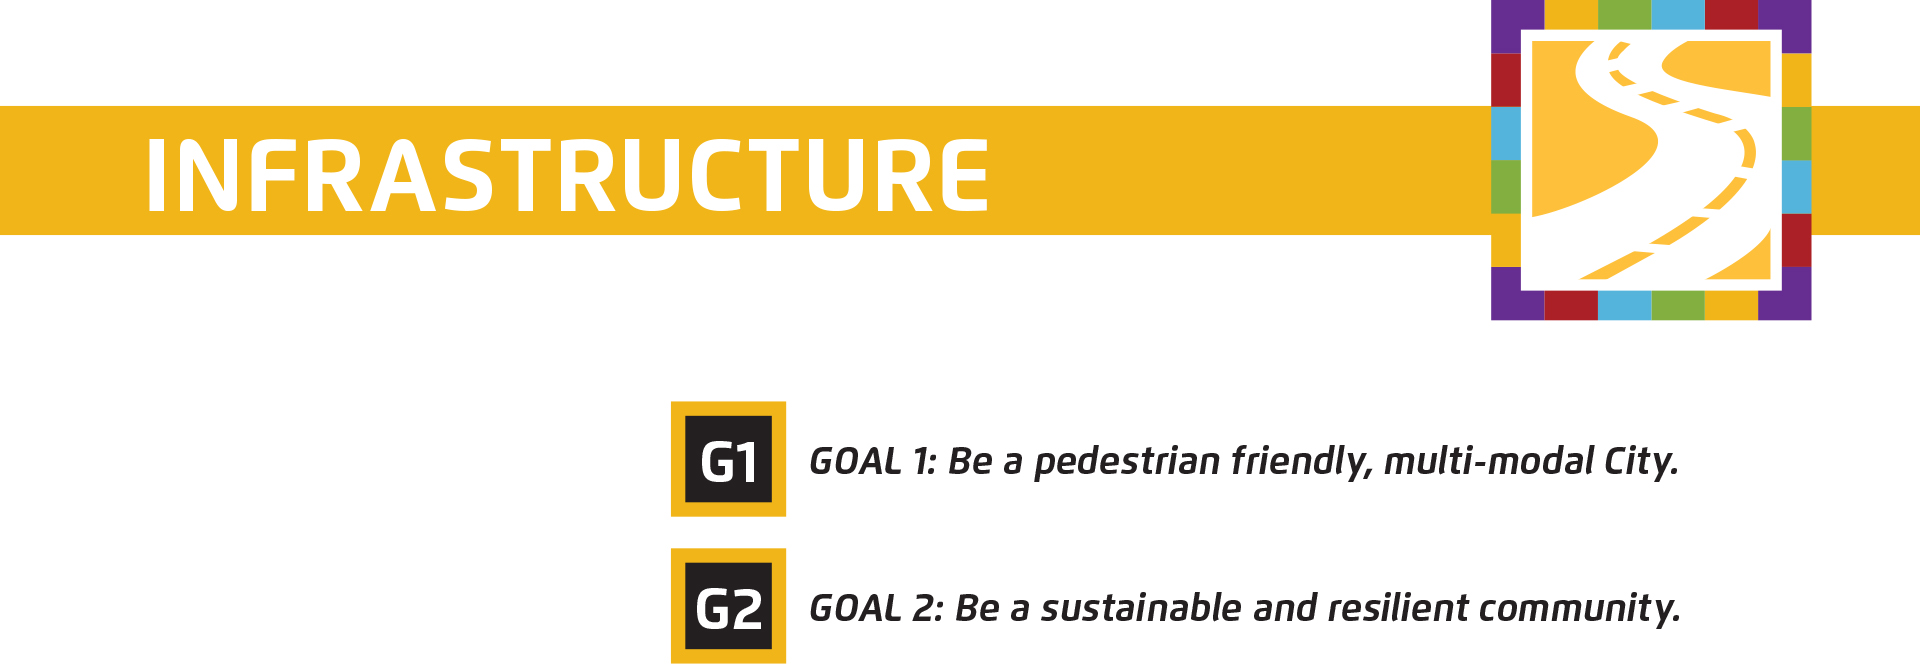 INFRASTRUCTURE
G1 GOAL 1: Be a pedestrian friendly, multi-modal City.
G2 GOAL 2: Be a sustainable and resilient community.